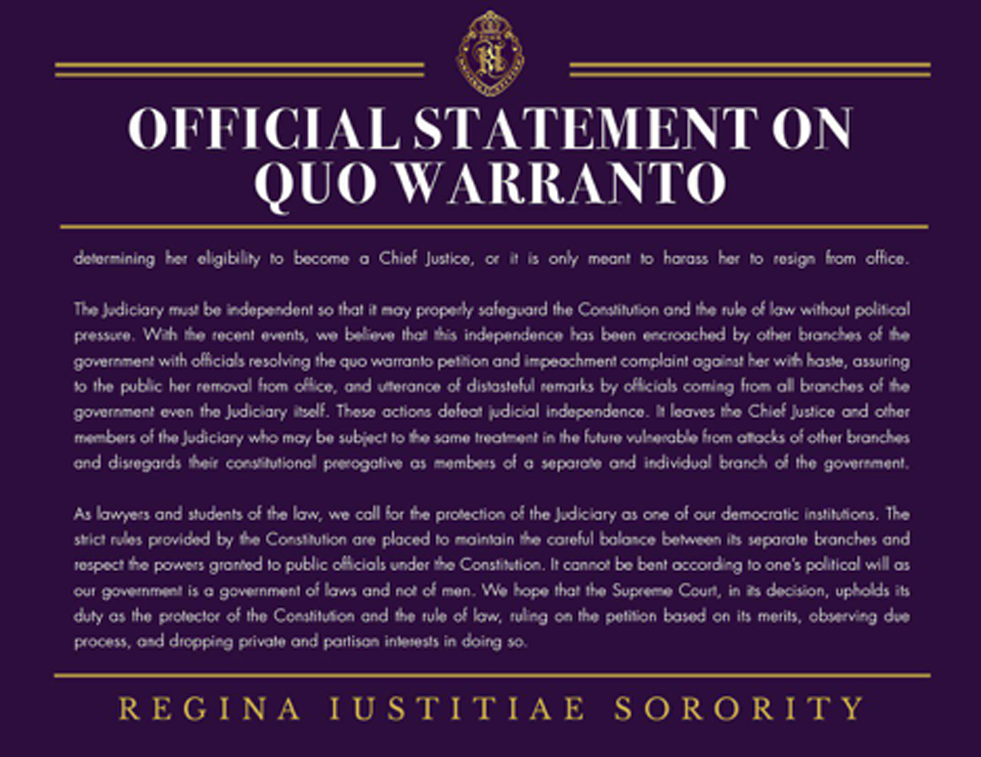 OFFICIAL STATEMENT ON
QUO WARRANTO
determining her eligibility to become a Chief Justice, or it is only meant to harass her to resign from office.
The Judiciary must be independent so that it may properly safeguard the Constitution and the rule of law without political
pressure. With the recent events, we believe that this independence has been encroached by other branches of the
government with officials resolving the quo warranto petition and impeachment complaint against her with haste, assuring
to the public her removal from office, and utterance of distasteful remarks by officials coming from all branches of the
government even the Judiciary itself. These actions defeat judicial independence. It leaves the Chief Justice and other
members of the Judiciary who may be subject to the same treatment in the future vulnerable from attacks of other branches
and disregards their constitutional prerogative as members of a separate and individual branch of the government.
As lawyers and students of the law, we call for the protection of the Judiciary as one of our democratic institutions. The
strict rules provided by the Constitution are placed to maintain the careful balance between its separate branches and
respect the powers granted to public officials under the Constitution. It cannot be bent according to one's political will as
our government is a government of laws and not of men. We hope that the Supreme Court, in its decision, upholds its
duty as the protector of the Constitution and the rule of law, ruling on the petition based on its merits, observing due
process, and dropping private and partisan interests in doing so.
REGINA IUSTITIAE SORORITY